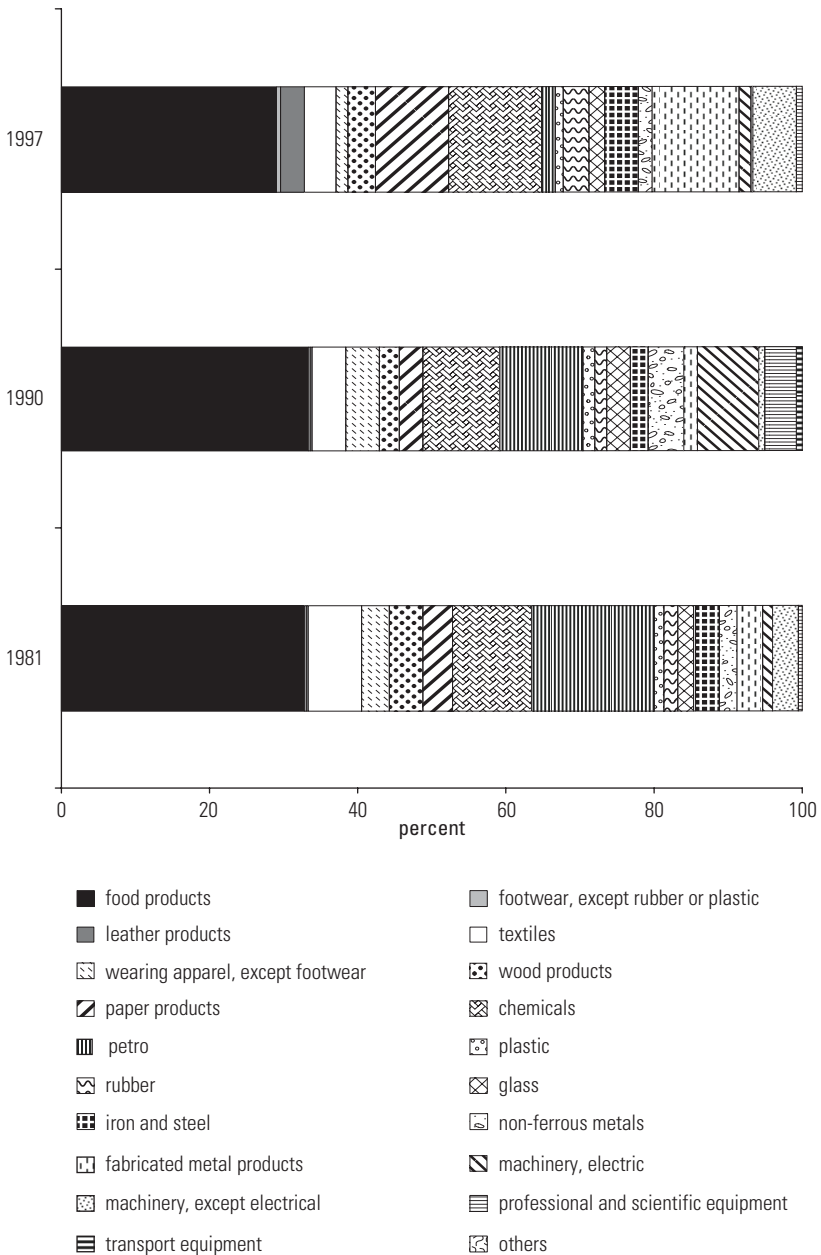 1997
1990
1981
0 20 40 60 80 100
percent
food products
footwear, except rubber or plastic
leather products
textiles
wearing apparel, except footwear
wood products
paper products
chemicals
petro
plastic
rubber
glass
iron and steel
non-ferrous metals
fabricated metal products
machinery, electric
machinery, except electrical
professional and scientific equipment
transport equipment
others